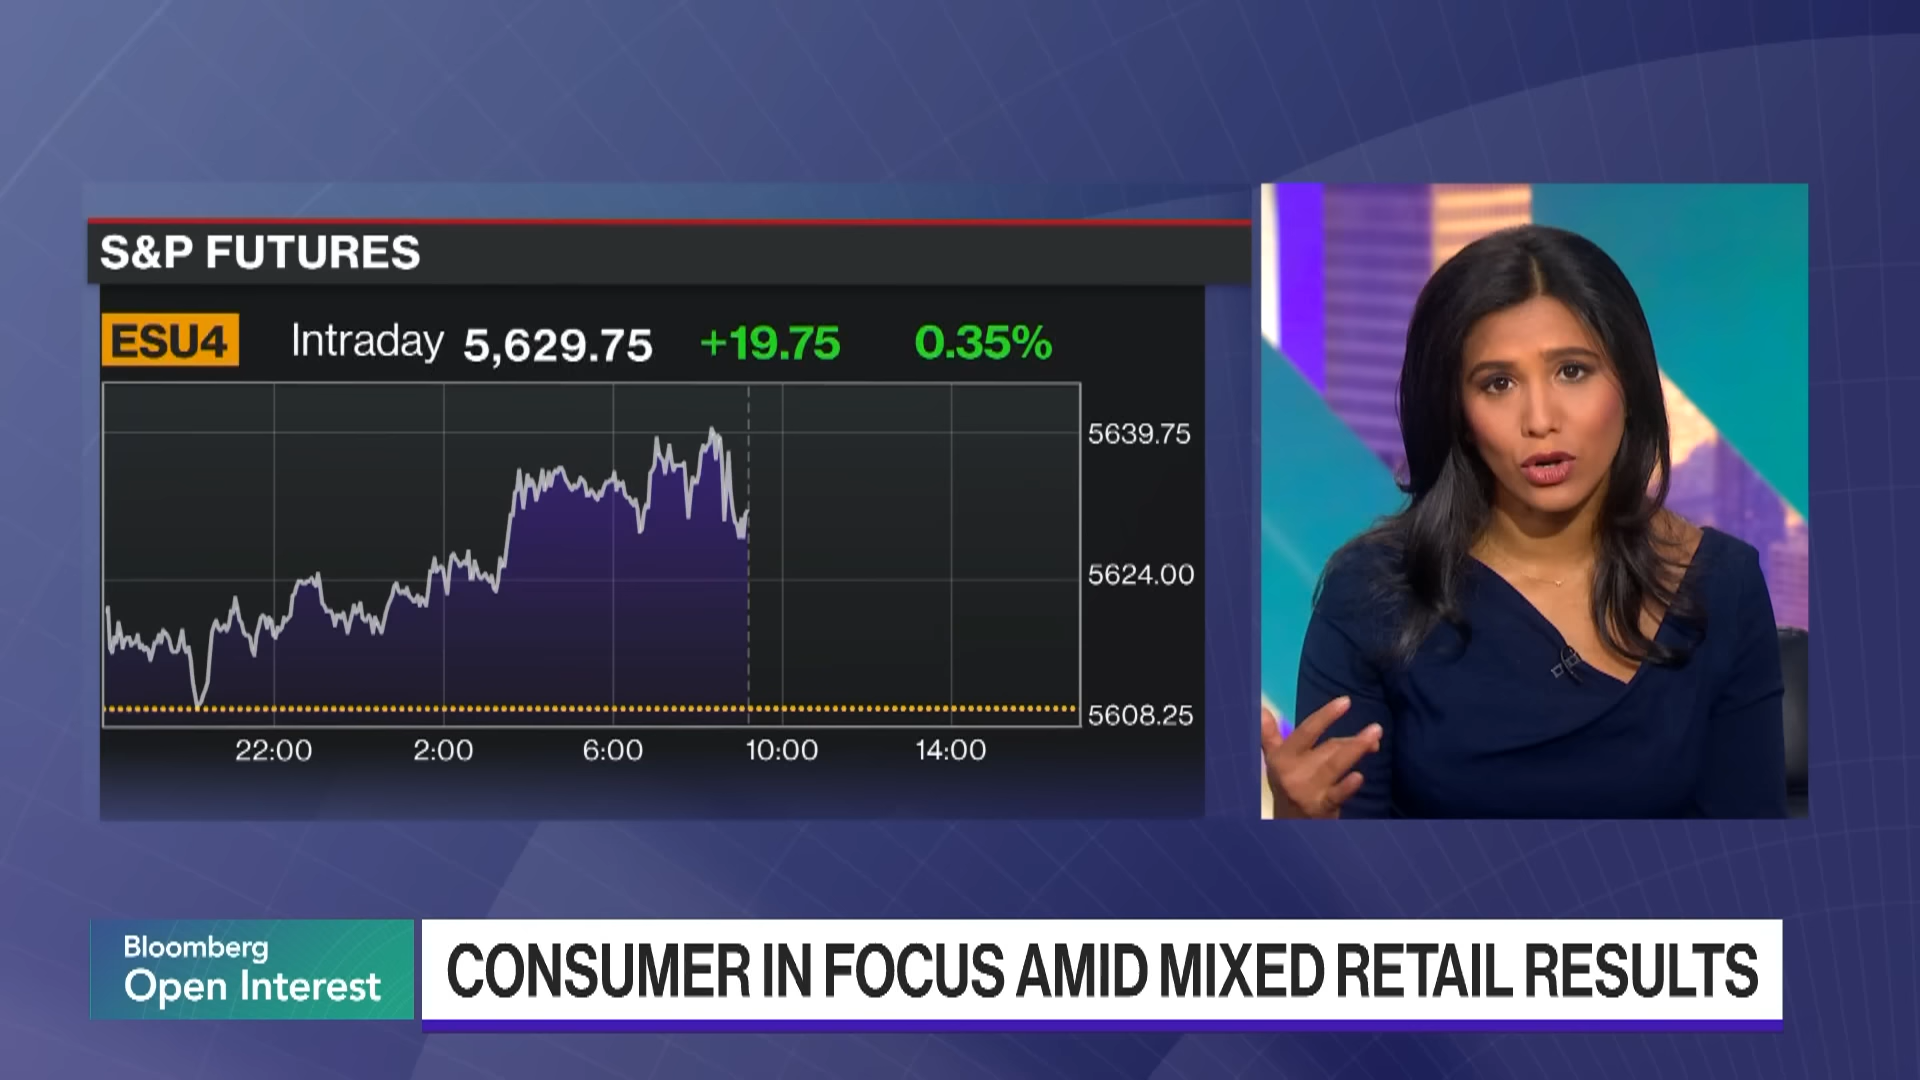 S&P FUTURES
ESU4 Intraday 5,629.75 +19.75 0.35%
5639.75
5624.00
5608.25
22:00 2:00 6:00 10:00 14:00
Bloomberg
Open Interest
CONSUMER IN FOCUS AMID MIXED RETAIL RESULTS